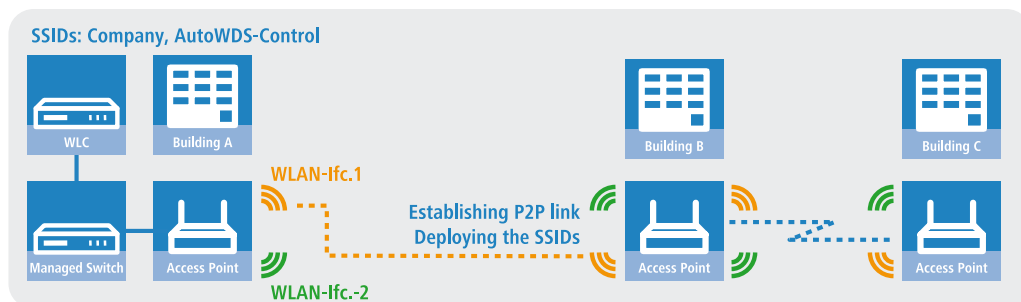 SSIDs: Company, AutoWDS-Control
WLC
Building A
Building B
Building C
WLAN-Ifc.1
Establishing P2P link
Deploying the SSIDs
Managed Switch
Access Point
Access Point
Access Point
WLAN-Ifc.-2